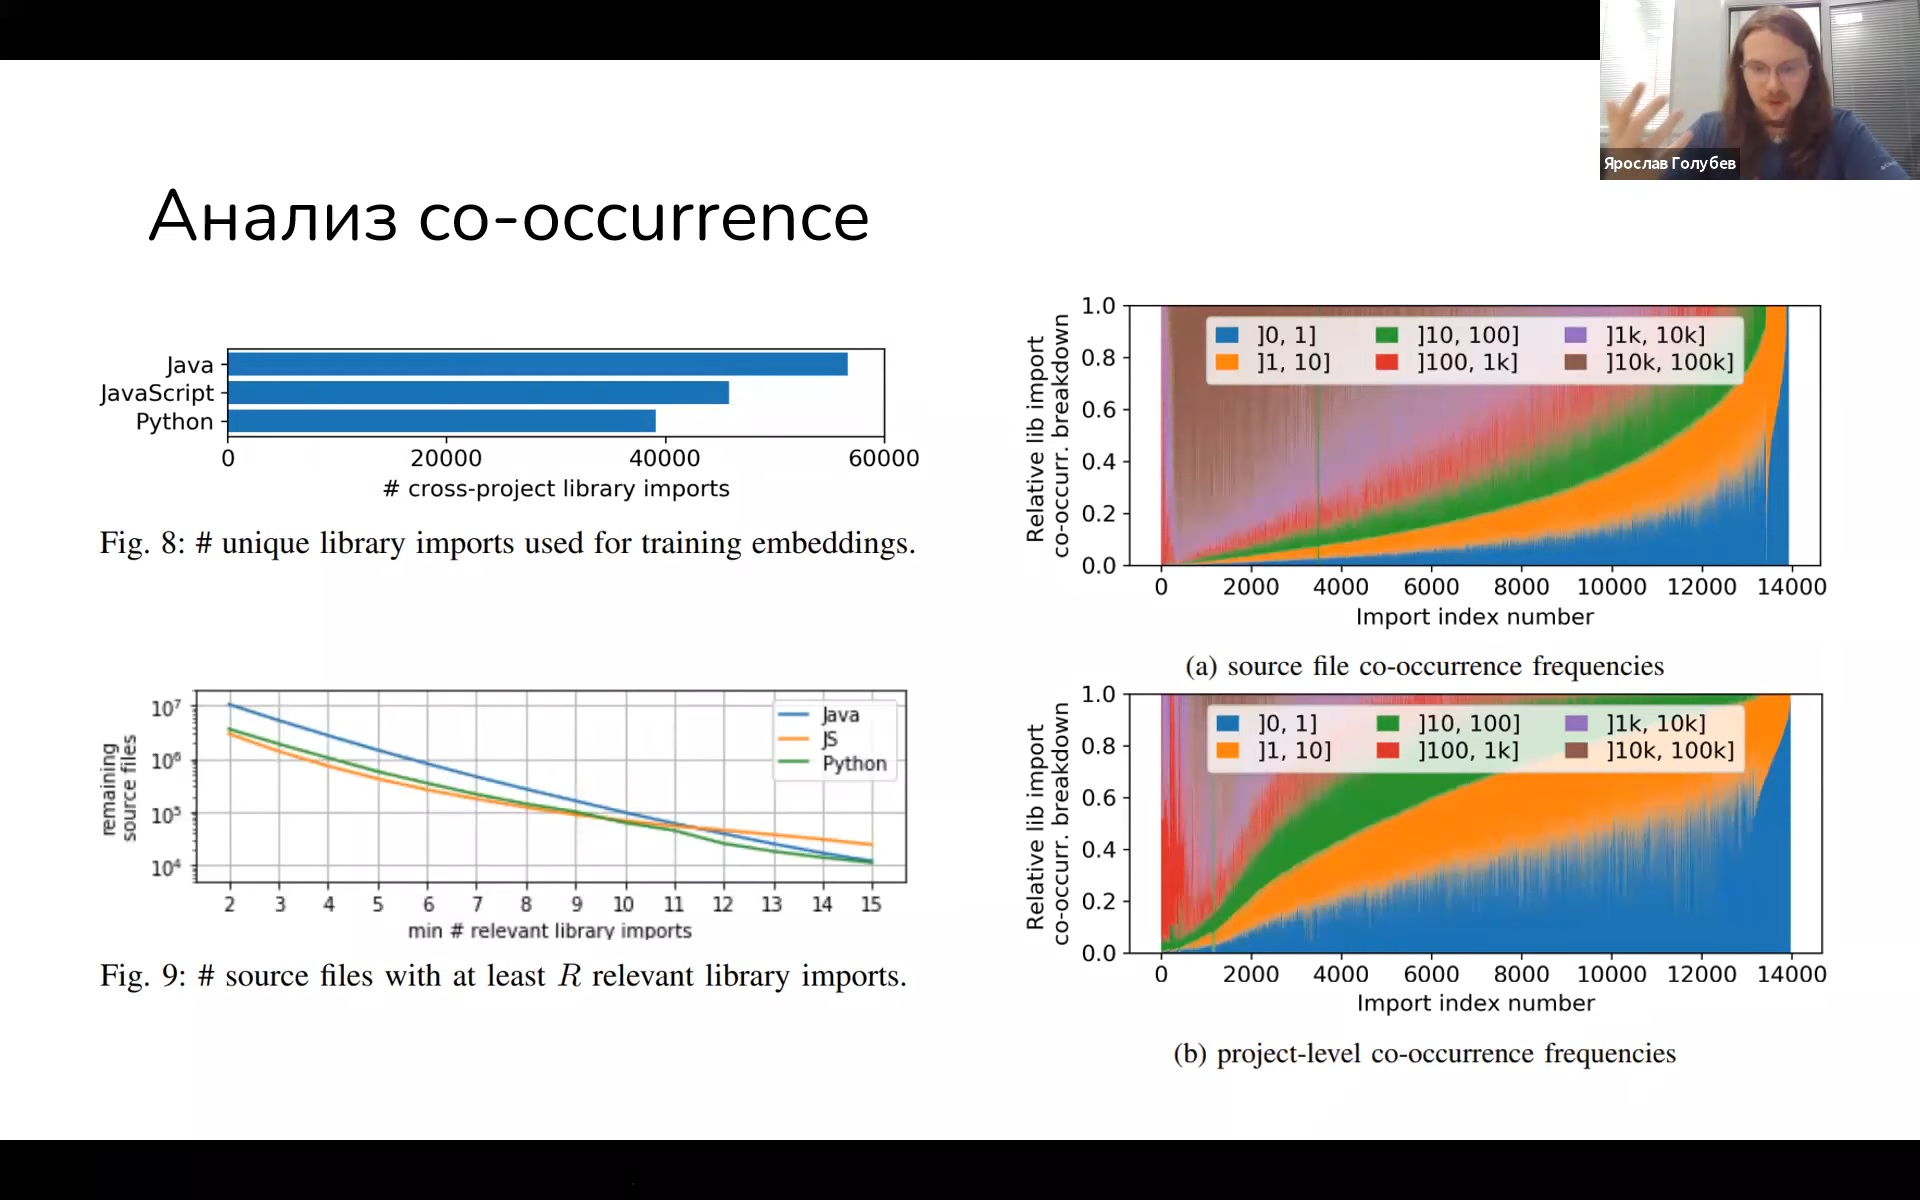 Ярослав Голубев
Анализ co-occurrence
Java
JavaScript
Python
0 20000 40000 60000
# cross-project library imports
Fig. 8: # unique library imports used for training embeddings.
10⁷
10⁶
10⁵
10⁴
remaining
source files
Java
JS
Python
2 3 4 5 6 7 8 9 10 11 12 13 14 15
min # relevant library imports
Fig. 9: # source files with at least R relevant library imports.
1.0
0.8
0.6
0.4
0.2
0.0
Relative lib import
co-occurr. breakdown
]0, 1] ]10, 100] ]1k, 10k]
]1, 10] ]100, 1k] ]10k, 100k]
0 2000 4000 6000 8000 10000 12000 14000
Import index number
(a) source file co-occurrence frequencies
1.0
0.8
0.6
0.4
0.2
0.0
Relative lib import
co-occurr. breakdown
]0, 1] ]10, 100] ]1k, 10k]
]1, 10] ]100, 1k] ]10k, 100k]
0 2000 4000 6000 8000 10000 12000 14000
Import index number
(b) project-level co-occurrence frequencies